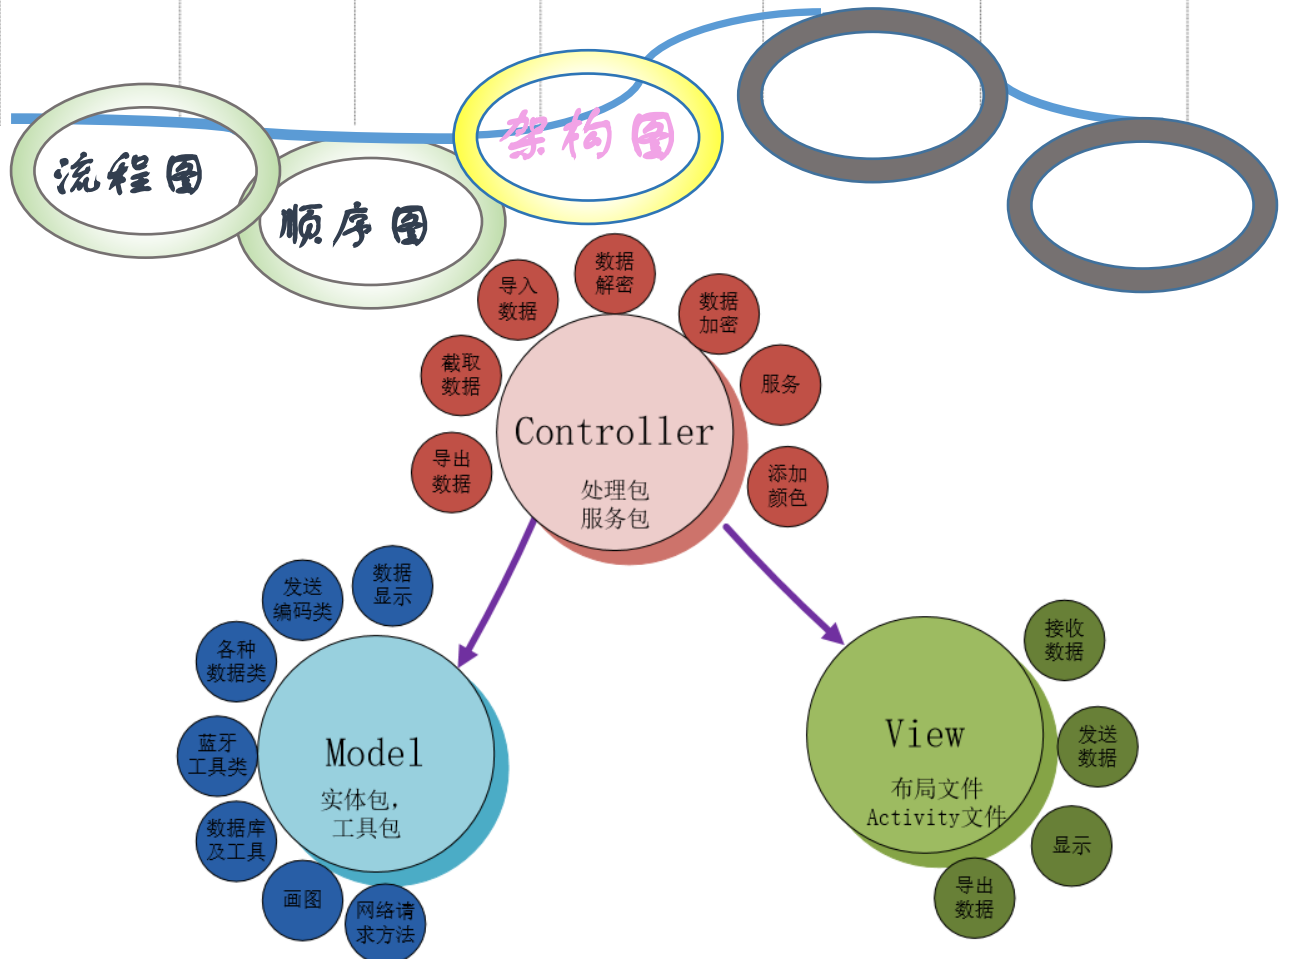 流程图
顺序图
架构图
数据
解密
导入
数据
数据
加密
截取
数据
服务
导出
数据
添加
颜色
Controller
处理包
服务包
数据
显示
发送
编码类
各种
数据类
蓝牙
工具类
数据库
及工具
画图
网络请
求方法
Model
实体包，
工具包
View
布局文件
Activity文件
接收
数据
发送
数据
显示
导出
数据